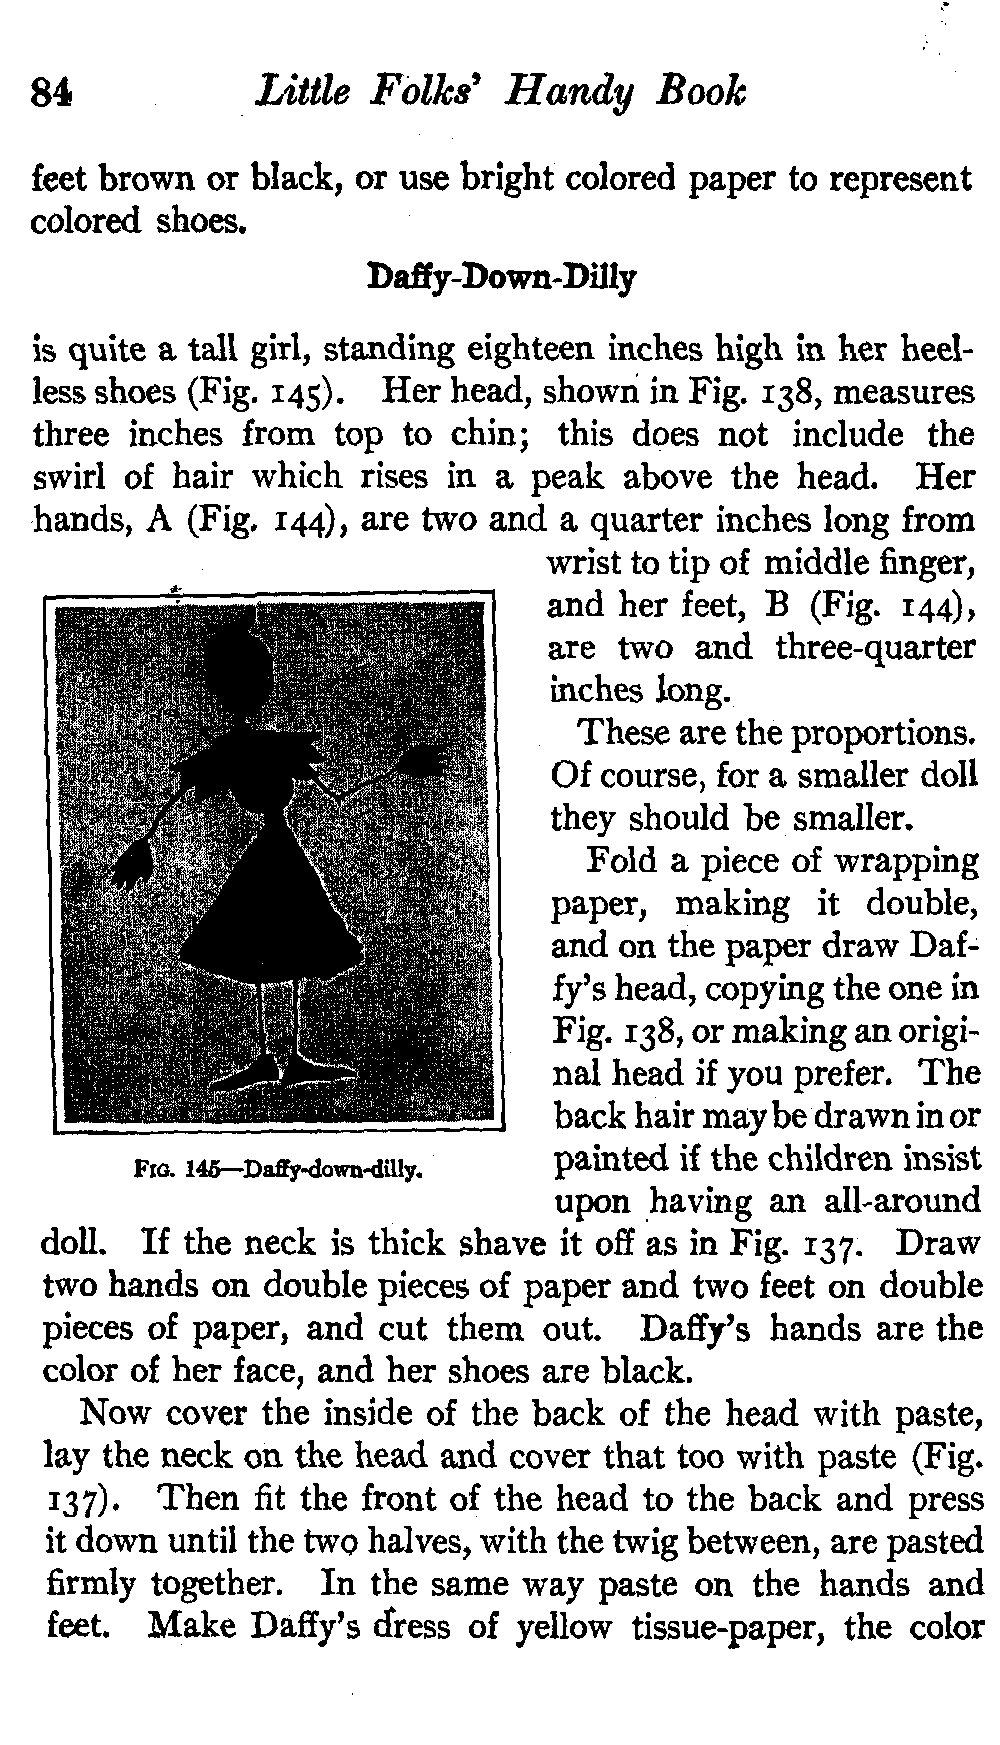 84 Little Folks' Handy Book
feet brown or black, or use bright colored paper to represent
colored shoes.
Daffy-Down-Dilly
is quite a tall girl, standing eighteen inches high in her heel-
less shoes (Fig. 145). Her head, shown in Fig. 138, measures
three inches from top to chin; this does not include the
swirl of hair which rises in a peak above the head. Her
hands, A (Fig. 144), are two and a quarter inches long from
wrist to tip of middle finger,
and her feet, B (Fig. 144),
are two and three-quarter
inches long.
These are the proportions.
Of course, for a smaller doll
they should be smaller.
Fold a piece of wrapping
paper, making it double,
and on the paper draw Daf-
fy's head, copying the one in
Fig. 138, or making an origi-
nal head if you prefer. The
back hair may be drawn in or
painted if the children insist
upon having an all-around
Fig. 145—Daffy-down-dilly.
doll. If the neck is thick shave it off as in Fig. 137. Draw
two hands on double pieces of paper and two feet on double
pieces of paper, and cut them out. Daffy's hands are the
color of her face, and her shoes are black.
Now cover the inside of the back of the head with paste,
lay the neck on the head and cover that too with paste (Fig.
137). Then fit the front of the head to the back and press
it down until the two halves, with the twig between, are pasted
firmly together. In the same way paste on the hands and
feet. Make Daffy's dress of yellow tissue-paper, the color